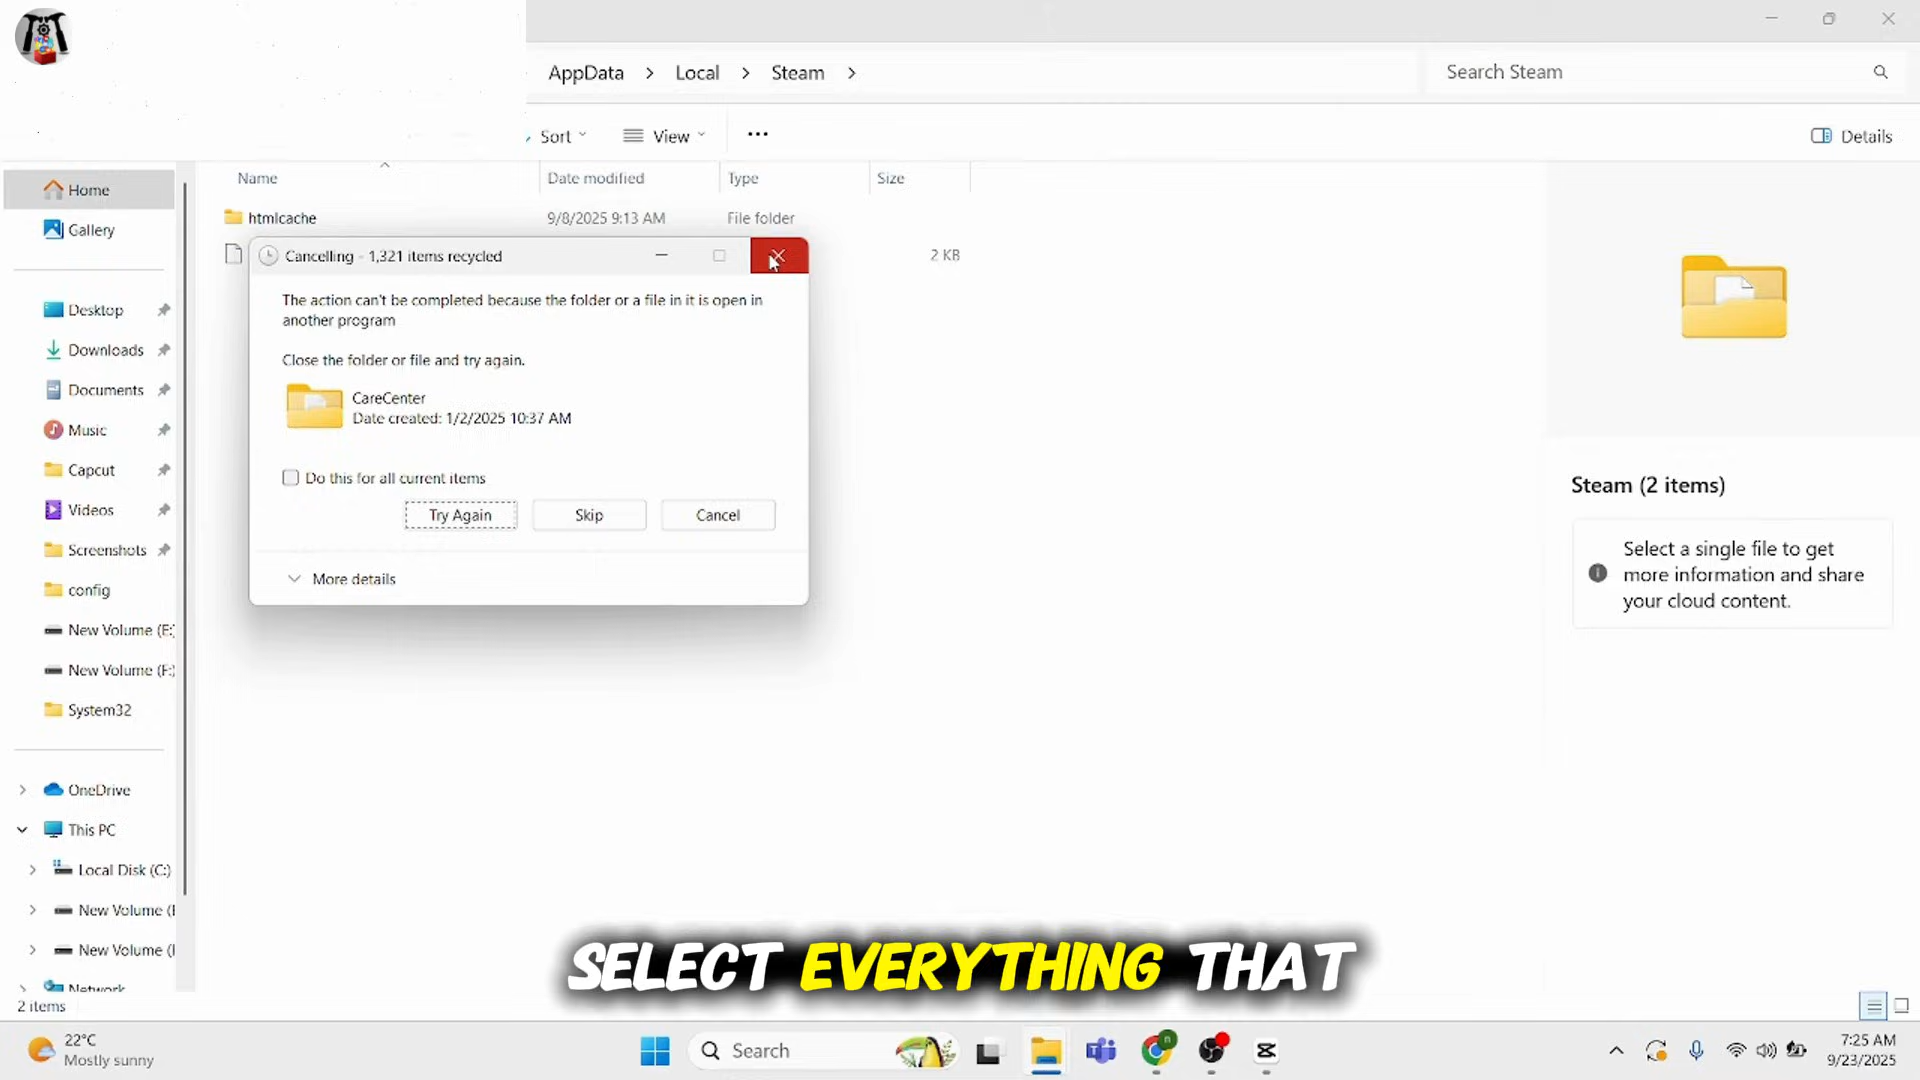 AppData > Local > Steam >
Search Steam
Sort
View
•••
Details
Name
Date modified
Type
Size
Home
htmlcache
9/8/2025 9:13 AM
File folder
Gallery
2 KB
Cancelling - 1,321 items recycled
The action can't be completed because the folder or a file in it is open in
another program
Close the folder or file and try again.
CareCenter
Date created: 1/2/2025 10:37 AM
Do this for all current items
Try Again
Skip
Cancel
More details
Desktop
Downloads
Documents
Music
Capcut
Videos
Screenshots
config
New Volume (E:
New Volume (F:)
System32
OneDrive
This PC
Local Disk (C:)
New Volume (
New Volume (
Network
Steam (2 items)
Select a single file to get
more information and share
your cloud content.
SELECT EVERYTHING THAT
2 items
22°C
Mostly sunny
Search
7:25 AM
9/23/2025